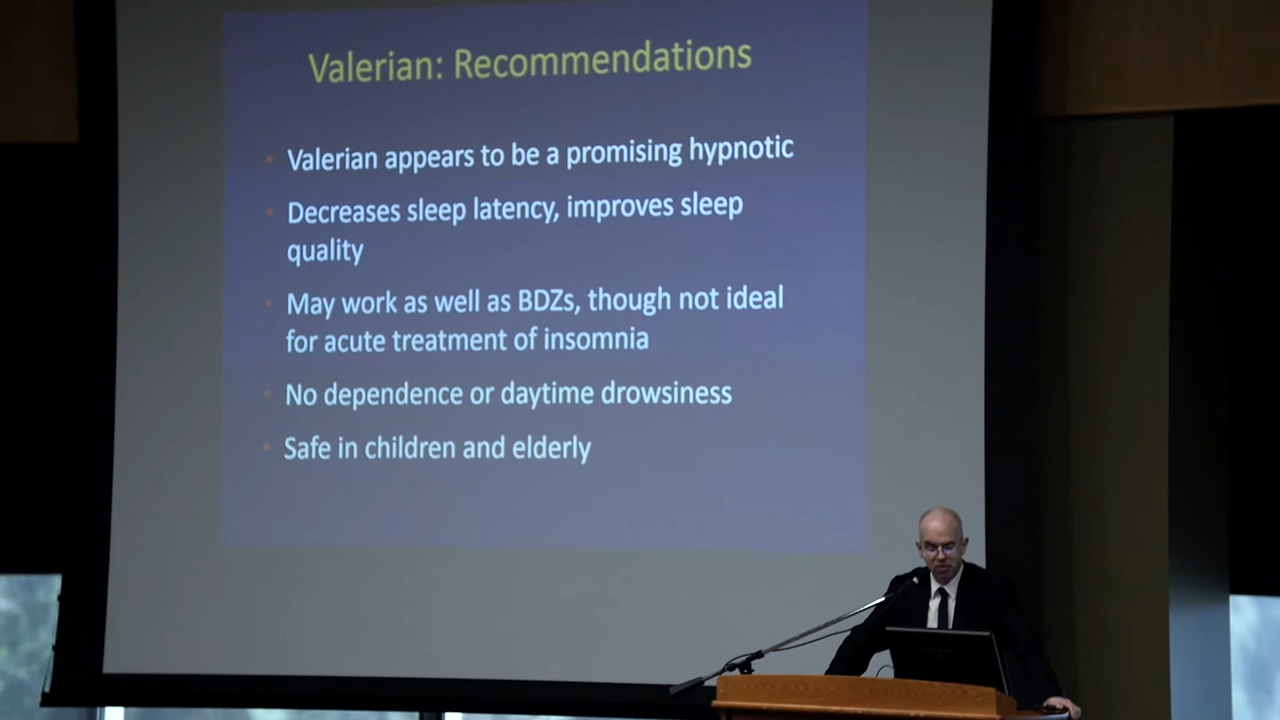 Valerian: Recommendations
Valerian appears to be a promising hypnotic
Decreases sleep latency, improves sleep
quality
May work as well as BDZs, though not ideal
for acute treatment of insomnia
No dependence or daytime drowsiness
Safe in children and elderly